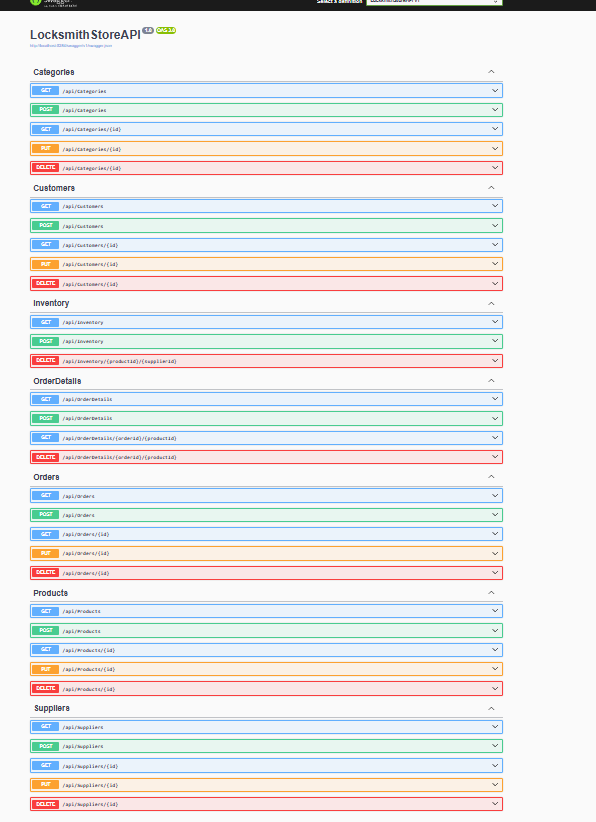 Select a definition
LocksmithStoreAPI 1.0 OAS 3.0
Categories
GET /api/Categories
POST /api/Categories
GET /api/Categories/{id}
PUT /api/Categories/{id}
DELETE /api/Categories/{id}
Customers
GET /api/Customers
POST /api/Customers
GET /api/Customers/{id}
PUT /api/Customers/{id}
DELETE /api/Customers/{id}
Inventory
GET /api/Inventory
POST /api/Inventory
DELETE /api/Inventory/{productId}/{supplierId}
OrderDetails
GET /api/OrderDetails
POST /api/OrderDetails
GET /api/OrderDetails/{orderId}/{productId}
DELETE /api/OrderDetails/{orderId}/{productId}
Orders
GET /api/Orders
POST /api/Orders
GET /api/Orders/{id}
PUT /api/Orders/{id}
DELETE /api/Orders/{id}
Products
GET /api/Products
POST /api/Products
GET /api/Products/{id}
PUT /api/Products/{id}
DELETE /api/Products/{id}
Suppliers
GET /api/Suppliers
POST /api/Suppliers
GET /api/Suppliers/{id}
PUT /api/Suppliers/{id}
DELETE /api/Suppliers/{id}